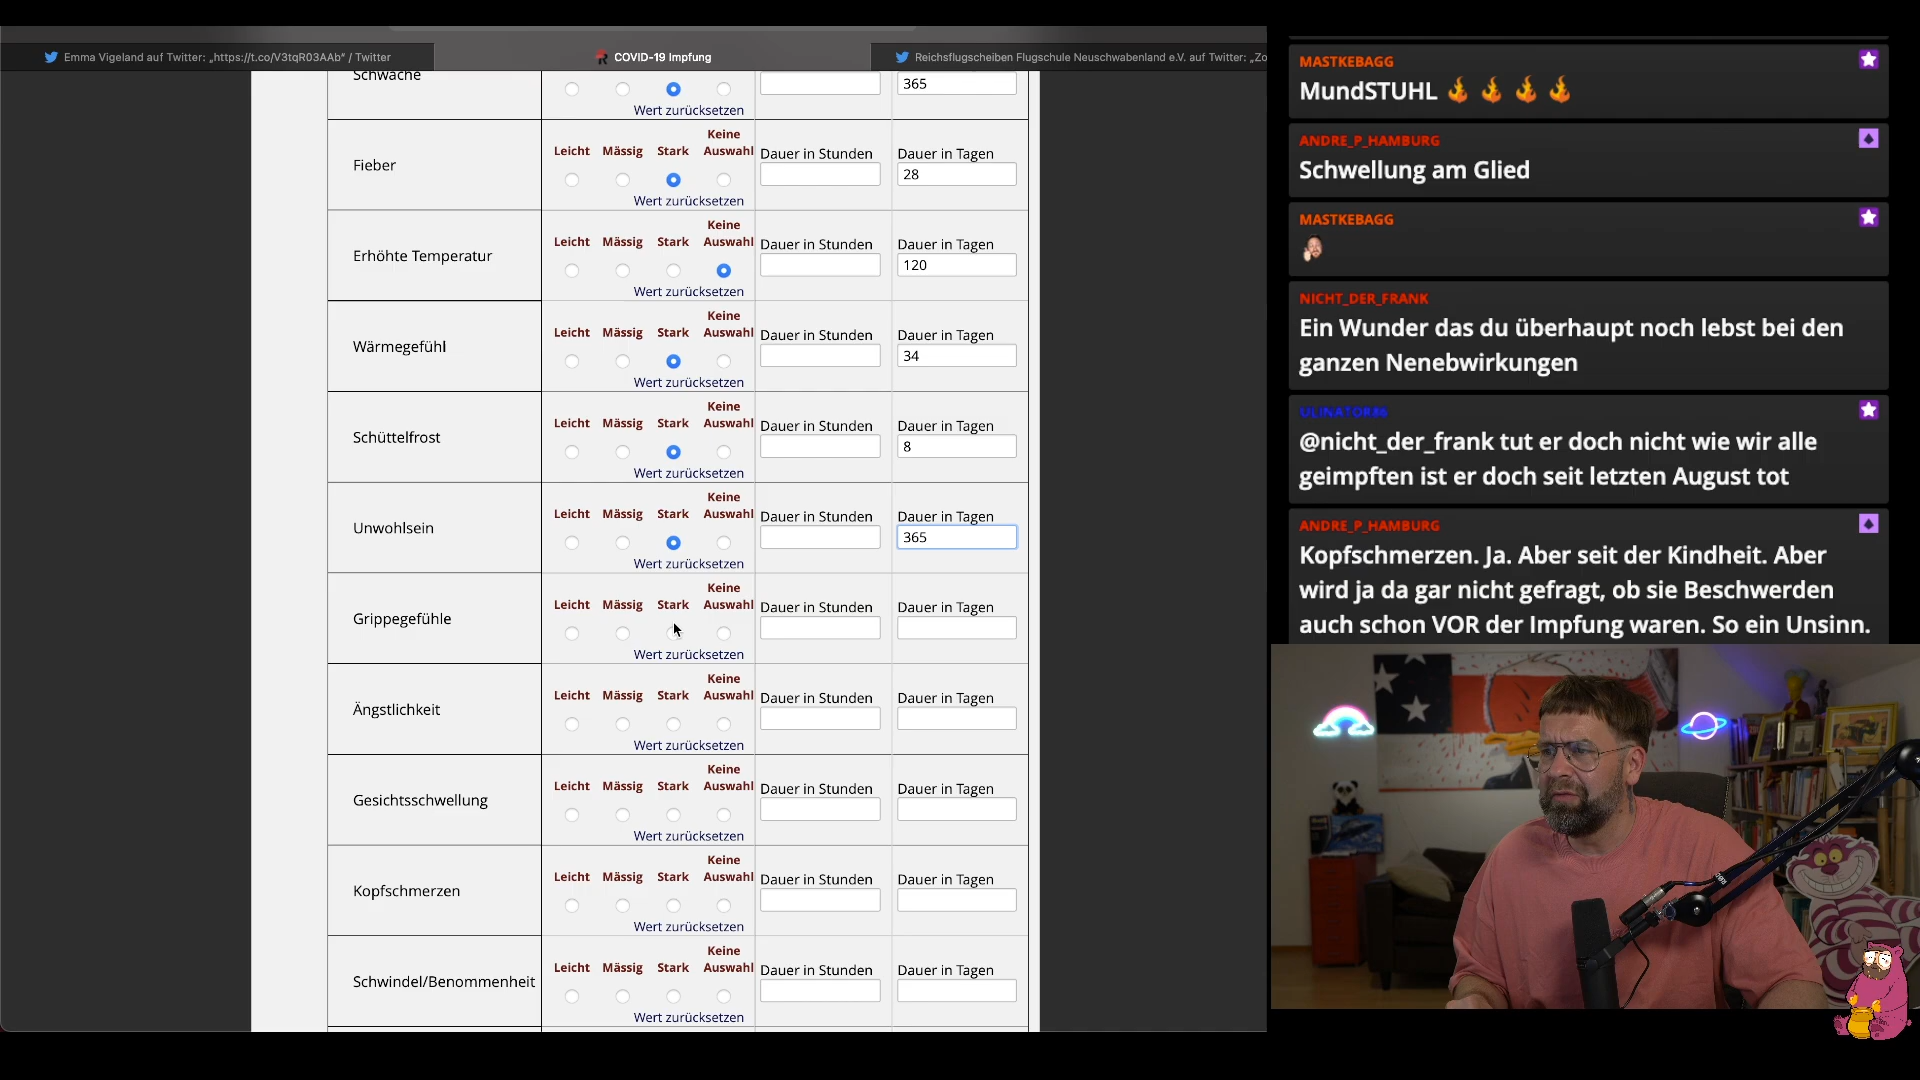 Emma Vigeland auf Twitter: „https://t.co/V3tqR03AAb“ / Twitter
COVID-19 Impfung
Reichsflugscheiben Flugschule Neuschwabenland e.V. auf Twitter: „Zo
Schwäche
365
Wert zurücksetzen
Fieber
Leicht Mässig Stark Keine Auswahl
Dauer in Stunden
Dauer in Tagen
28
Wert zurücksetzen
Erhöhte Temperatur
Leicht Mässig Stark Keine Auswahl
Dauer in Stunden
Dauer in Tagen
120
Wert zurücksetzen
Wärmegefühl
Leicht Mässig Stark Keine Auswahl
Dauer in Stunden
Dauer in Tagen
34
Wert zurücksetzen
Schüttelfrost
Leicht Mässig Stark Keine Auswahl
Dauer in Stunden
Dauer in Tagen
8
Wert zurücksetzen
Unwohlsein
Leicht Mässig Stark Keine Auswahl
Dauer in Stunden
Dauer in Tagen
365
Wert zurücksetzen
Grippegefühle
Leicht Mässig Stark Keine Auswahl
Dauer in Stunden
Dauer in Tagen
Wert zurücksetzen
Ängstlichkeit
Leicht Mässig Stark Keine Auswahl
Dauer in Stunden
Dauer in Tagen
Wert zurücksetzen
Gesichtsschwellung
Leicht Mässig Stark Keine Auswahl
Dauer in Stunden
Dauer in Tagen
Wert zurücksetzen
Kopfschmerzen
Leicht Mässig Stark Keine Auswahl
Dauer in Stunden
Dauer in Tagen
Wert zurücksetzen
Schwindel/Benommenheit
Leicht Mässig Stark Keine Auswahl
Dauer in Stunden
Dauer in Tagen
Wert zurücksetzen
MASTKEBAGG
MundSTUHL 🔥 🔥 🔥 🔥
ANDRE_P_HAMBURG
Schwellung am Glied
MASTKEBAGG
NICHT_DER_FRANK
Ein Wunder das du überhaupt noch lebst bei den
ganzen Nenebwirkungen
ULINATOR86
@nicht_der_frank tut er doch nicht wie wir alle
geimpften ist er doch seit letzten August tot
ANDRE_P_HAMBURG
Kopfschmerzen. Ja. Aber seit der Kindheit. Aber
wird ja da gar nicht gefragt, ob sie Beschwerden
auch schon VOR der Impfung waren. So ein Unsinn.
RØDE